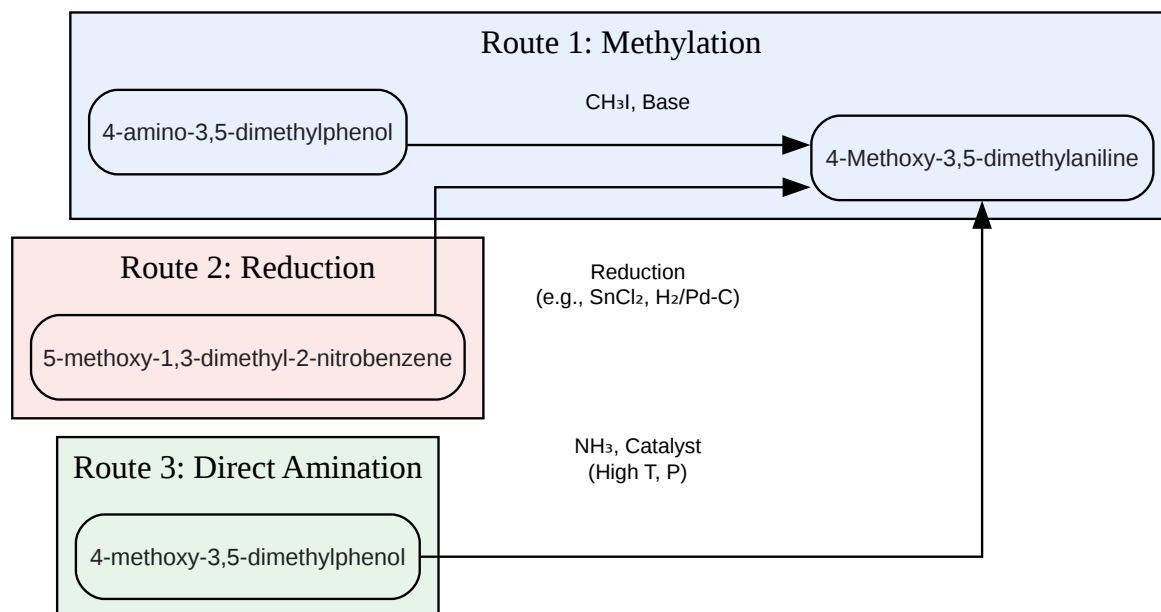 Route 1: Methylation
CH₃I, Base
4-amino-3,5-dimethylphenol
4-Methoxy-3,5-dimethylaniline
Route 2: Reduction
Reduction
(e.g., SnCl₂, H₂/Pd-C)
5-methoxy-1,3-dimethyl-2-nitrobenzene
NH₃, Catalyst
(High T, P)
Route 3: Direct Amination
4-methoxy-3,5-dimethylphenol